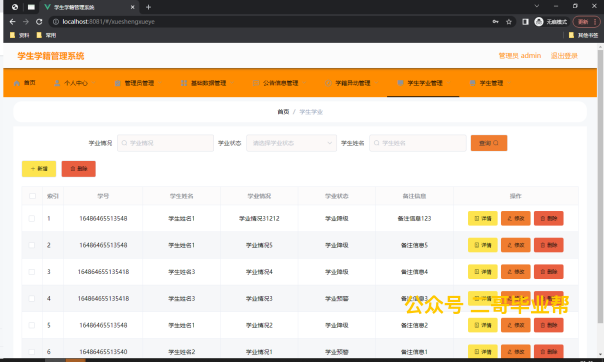 学生学籍管理系统
localhost:8081/#/xueshengxueye
无痕模式
更新
资料 常用 其他书签
学生学籍管理系统 管理员 admin 退出登录
首页 个人中心 管理员管理 基础数据管理 公告信息管理 学籍异动管理 学生学业管理 学生管理
首页 / 学生学业
学业情况 学业情况 学业状态 请选择学业状态 学生姓名 学生姓名 查询
+ 新增 删除
索引 学号 学生姓名 学业情况 学业状态 备注信息 操作
1 16486465513548 学生姓名1 学业情况31212 学业降级 备注信息123 详情 修改 删除
2 16486465513548 学生姓名1 学业情况5 学业降级 备注信息5 详情 修改 删除
3 164864655135418 学生姓名3 学业情况4 学业降级 备注信息4 详情 修改 删除
4 164864655135418 学生姓名3 学业情况3 学业预警 备注信息3 详情 修改 删除
公众号 二哥毕业帮
5 16486465513548 学生姓名1 学业情况2 学业降级 备注信息2 详情 修改 删除
6 16486465513540 学生姓名2 学业情况1 学业预警 备注信息1 详情 修改 删除